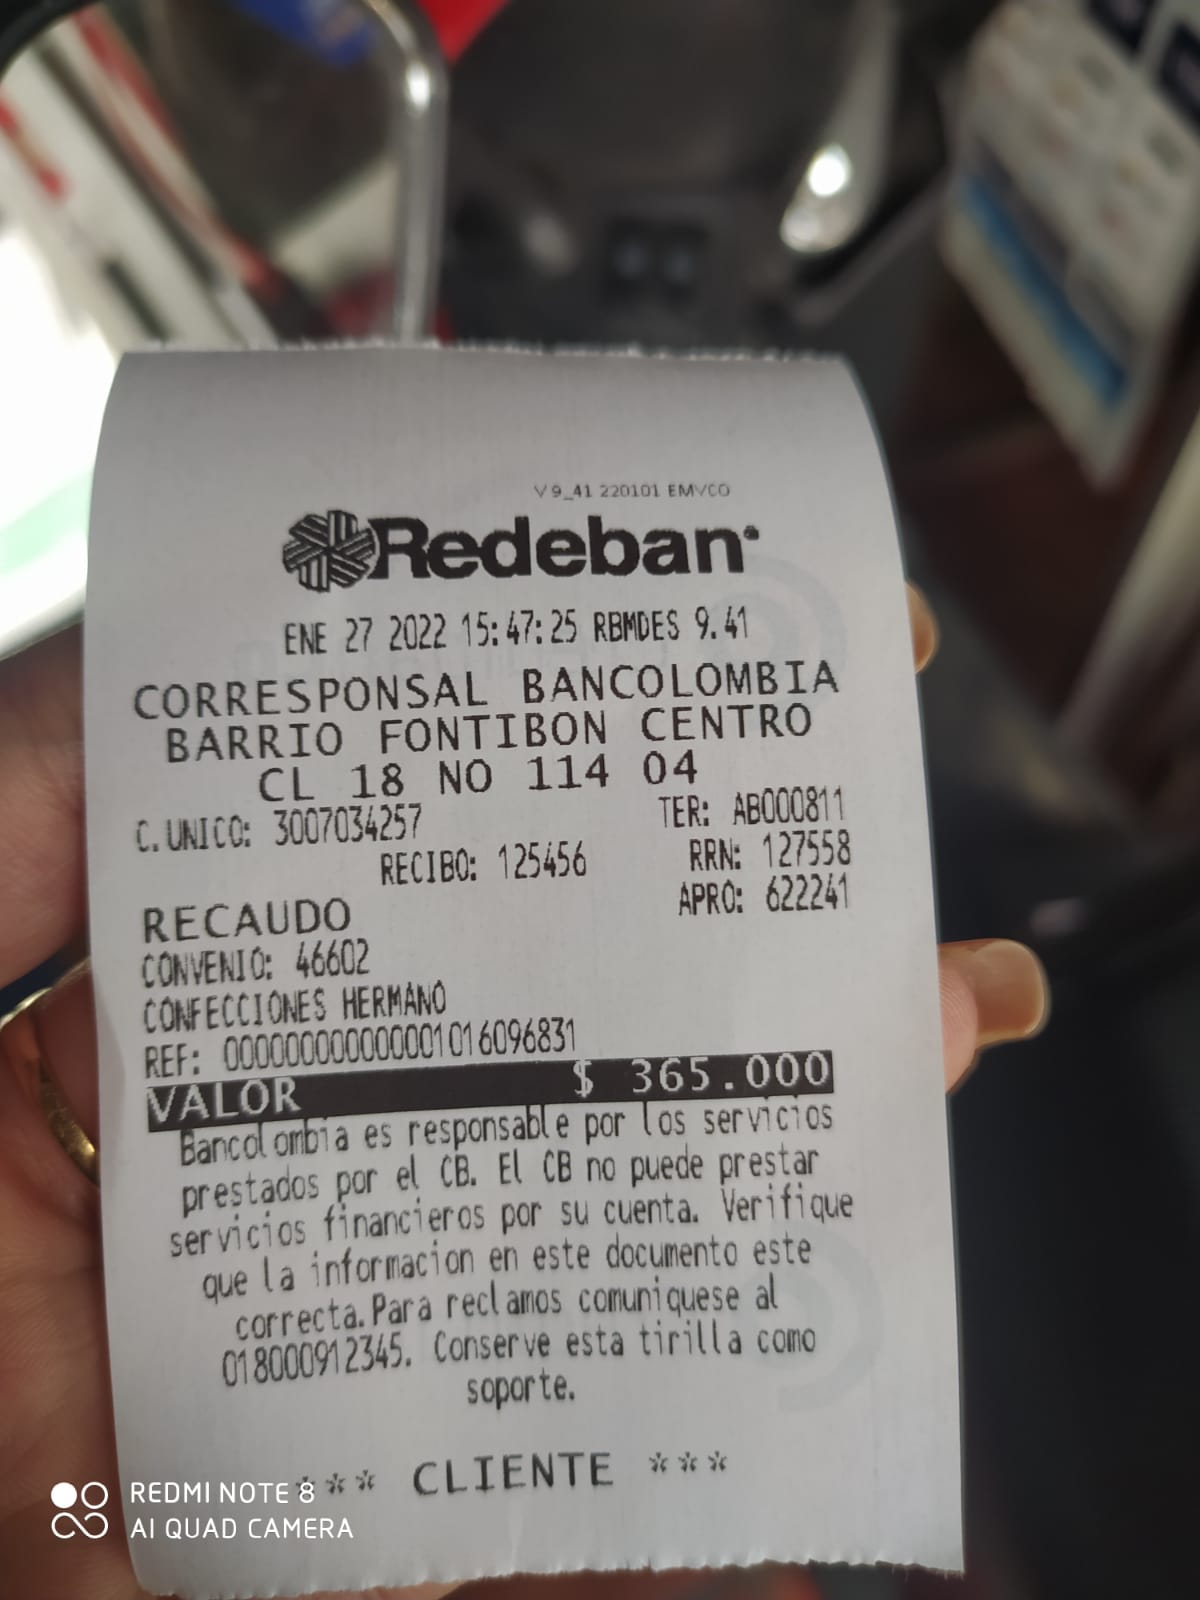 V 9_41 220101 EMVCO
Redeban
ENE 27 2022 15:47:25 RBMDES 9.41
CORRESPONSAL BANCOLOMBIA
BARRIO FONTIBON CENTRO
CL 18 NO 114 04
C.UNICO: 3007034257 TER: AB000811
RECIBO: 125456 RRN: 127558
RECAUDO APRO: 622241
CONVENIO: 46602
CONFECCIONES HERMANO
REF: 00000000000001016096831
VALOR $ 365.000
Bancolombia es responsable por los servicios
prestados por el CB. El CB no puede prestar
servicios financieros por su cuenta. Verifique
que la informacion en este documento este
correcta.Para reclamos comuniquese al
018000912345. Conserve esta tirilla como
soporte.
*** CLIENTE ***
REDMI NOTE 8
AI QUAD CAMERA